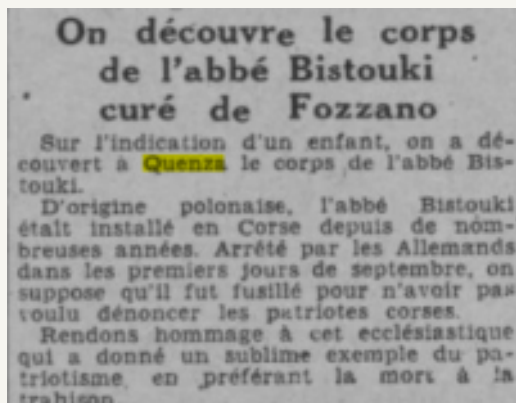 On découvre le corps
de l'abbé Bistouki
curé de Fozzano
Sur l'indication d'un enfant, on a dé-
couvert à Quenza le corps de l'abbé Bis-
touki.
D'origine polonaise, l'abbé Bistouki
était installé en Corse depuis de nom-
breuses années. Arrêté par les Allemands
dans les premiers jours de septembre, on
suppose qu'il fut fusillé pour n'avoir pas
voulu dénoncer les patriotes corses.
Rendons hommage à cet ecclésiastique
qui a donné un sublime exemple du pa-
triotisme en préférant la mort à la
trahison